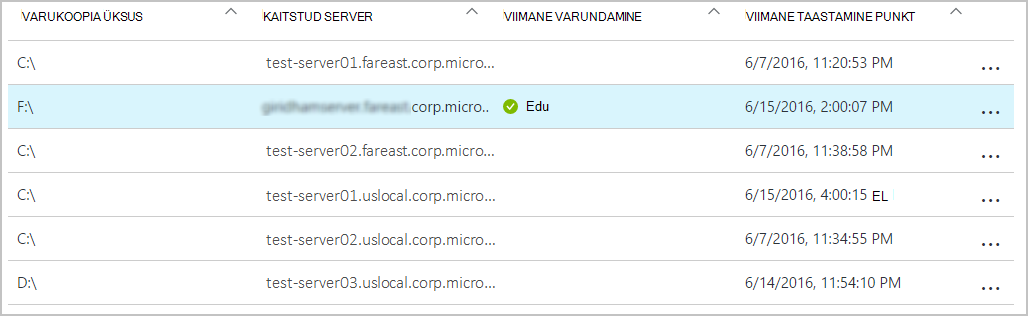 VARUKOOPIA ÜKSUS KAITSTUD SERVER VIIMANE VARUNDAMINE VIIMANE TAASTAMINE PUNKT
C:\ test-server01.fareast.corp.micro... 6/7/2016, 11:20:53 PM ...
F:\ .corp.micro.. Edu 6/15/2016, 2:00:07 PM ...
C:\ test-server02.fareast.corp.micro... 6/7/2016, 11:38:58 PM ...
C:\ test-server01.uslocal.corp.micro... 6/15/2016, 4:00:15 EL ...
C:\ test-server02.uslocal.corp.micro... 6/7/2016, 11:34:55 PM ...
D:\ test-server03.uslocal.corp.micro... 6/14/2016, 11:54:10 PM ...